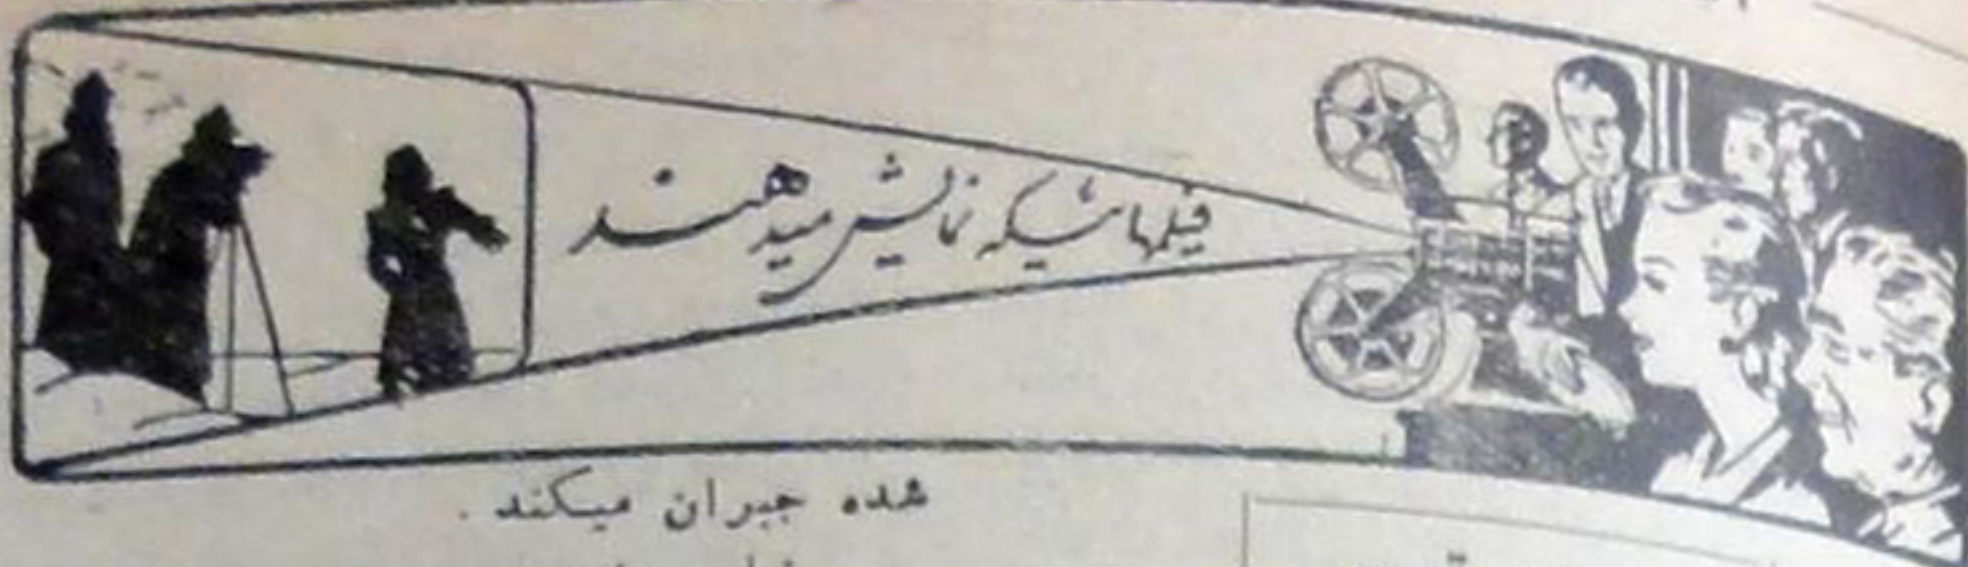 فیلمهائیکه نمایش میدهند
شده جبران میکند .